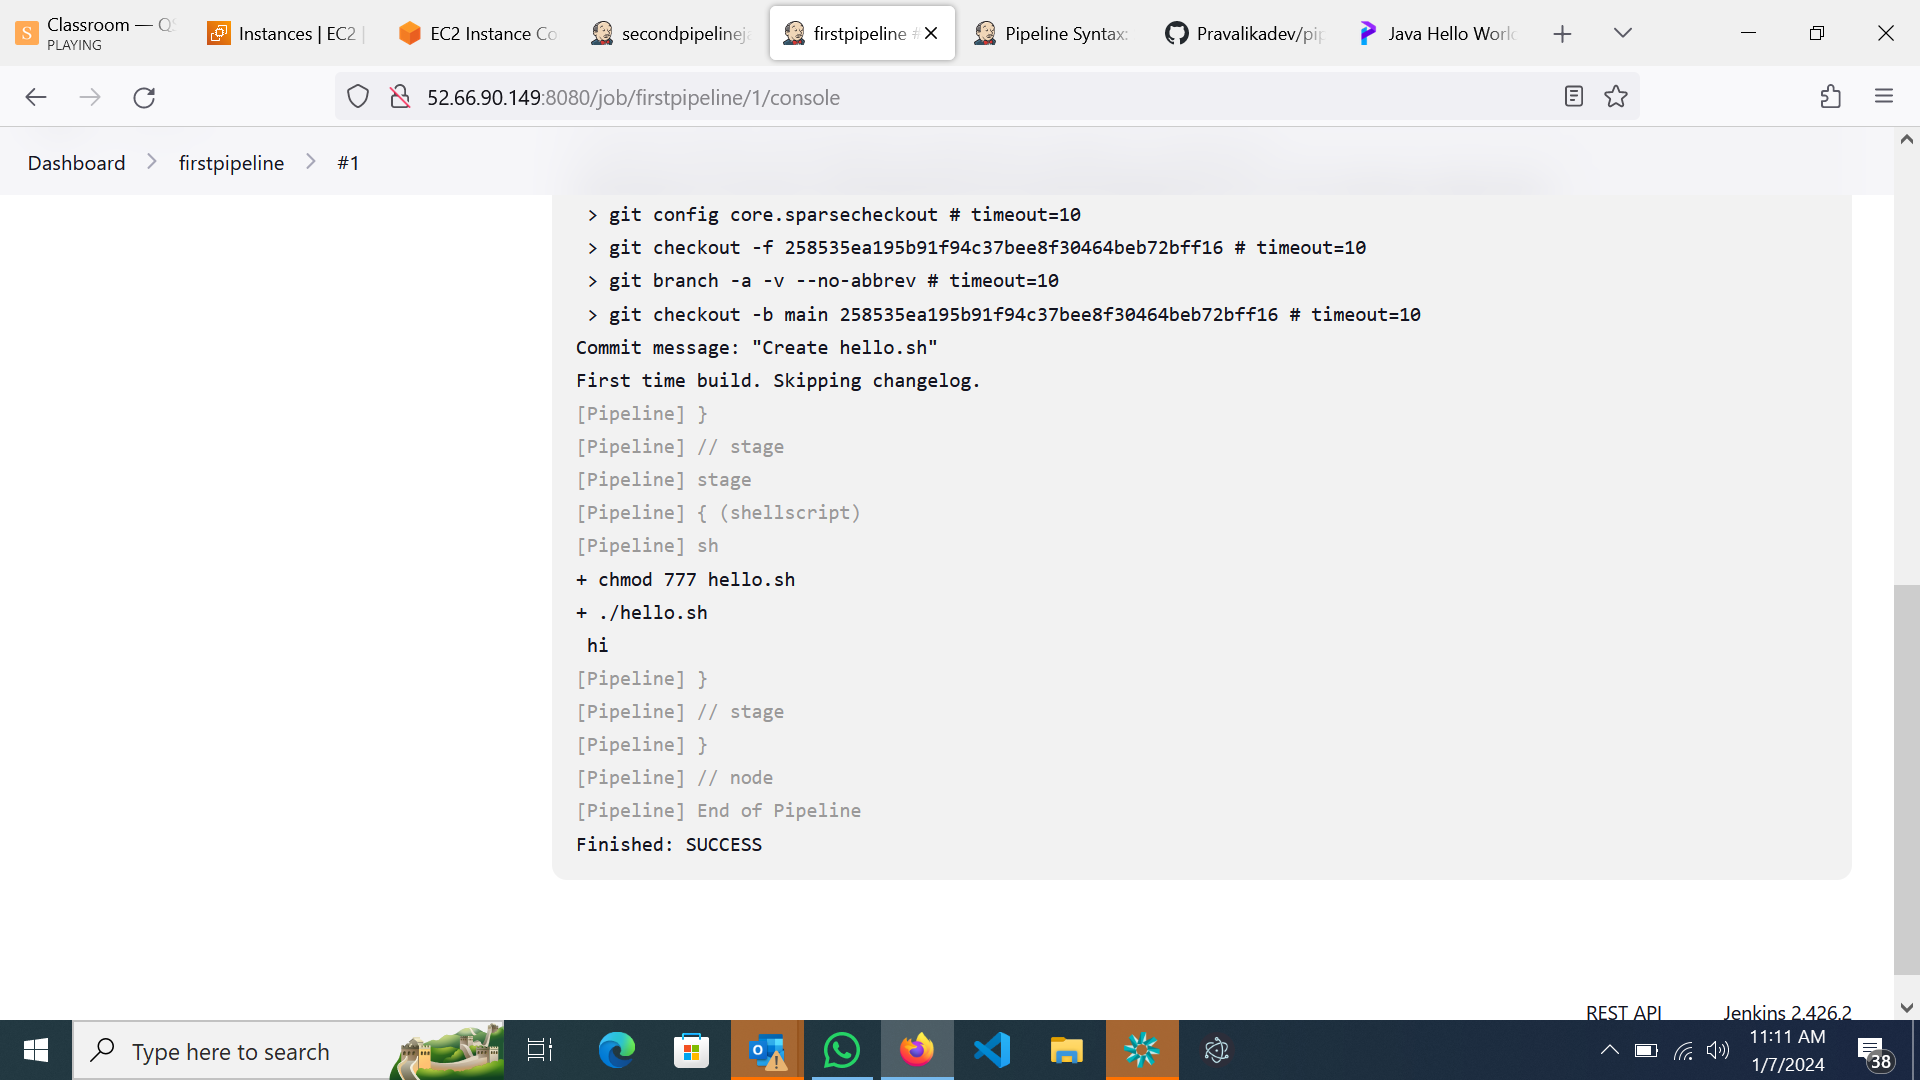 Classroom — QS
PLAYING
Instances | EC2 |
EC2 Instance Co
secondpipelineja
firstpipeline #
Pipeline Syntax:
Pravalikadev/pip
Java Hello World
52.66.90.149:8080/job/firstpipeline/1/console
Dashboard > firstpipeline > #1
> git config core.sparsecheckout # timeout=10
> git checkout -f 258535ea195b91f94c37bee8f30464beb72bff16 # timeout=10
> git branch -a -v --no-abbrev # timeout=10
> git checkout -b main 258535ea195b91f94c37bee8f30464beb72bff16 # timeout=10
Commit message: "Create hello.sh"
First time build. Skipping changelog.
[Pipeline] }
[Pipeline] // stage
[Pipeline] stage
[Pipeline] { (shellscript)
[Pipeline] sh
+ chmod 777 hello.sh
+ ./hello.sh
hi
[Pipeline] }
[Pipeline] // stage
[Pipeline] }
[Pipeline] // node
[Pipeline] End of Pipeline
Finished: SUCCESS
REST API Jenkins 2.426.2
Type here to search
11:11 AM
1/7/2024
38